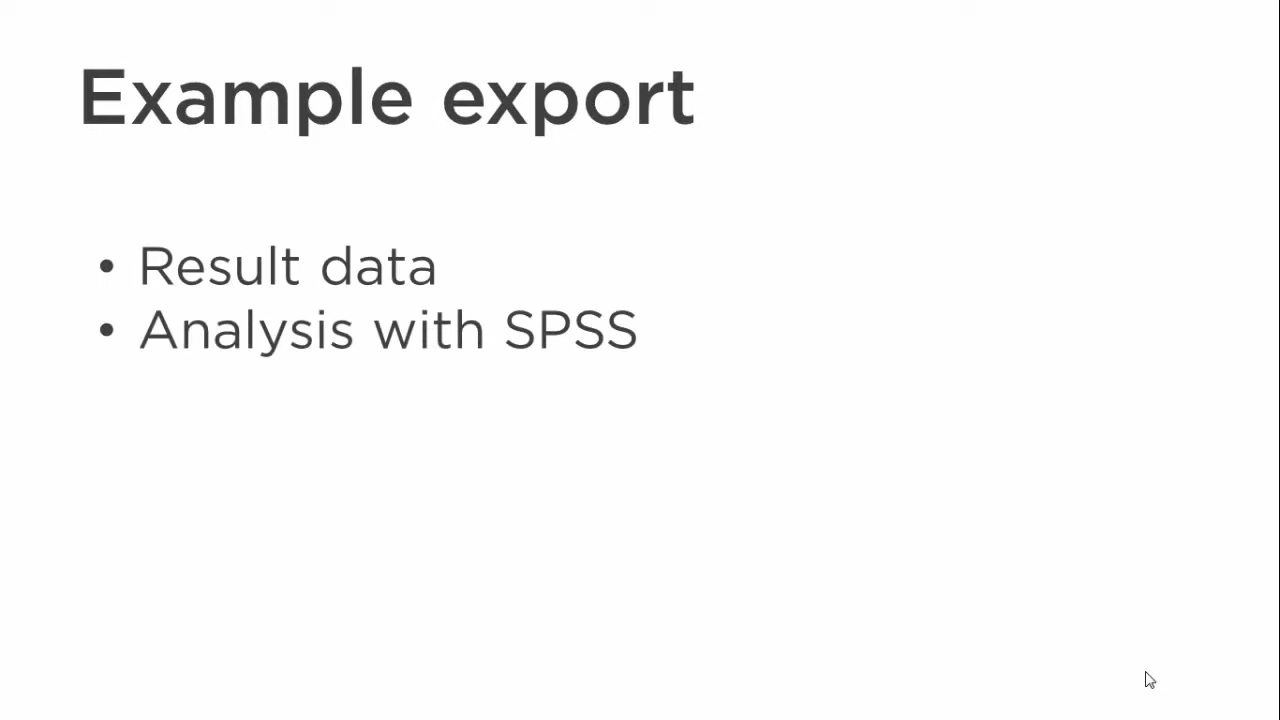 Example export
• Result data
• Analysis with SPSS